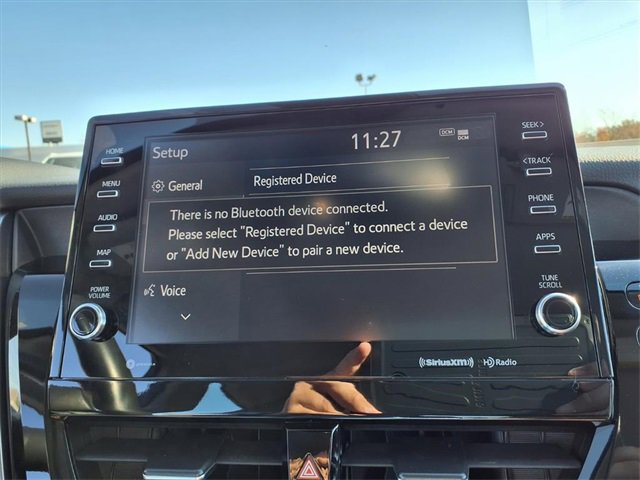 SEEK>
11:27
DCM
DCM
Setup
HOME
<TRACK
General
Registered Device
MENU
There is no Bluetooth device connected.
Please select "Registered Device" to connect a device
or "Add New Device" to pair a new device.
PHONE
AUDIO
APPS
MAP
Voice
POWER
VOLUME
TUNE
SCROLL
((SiriusXM))
HD Radio